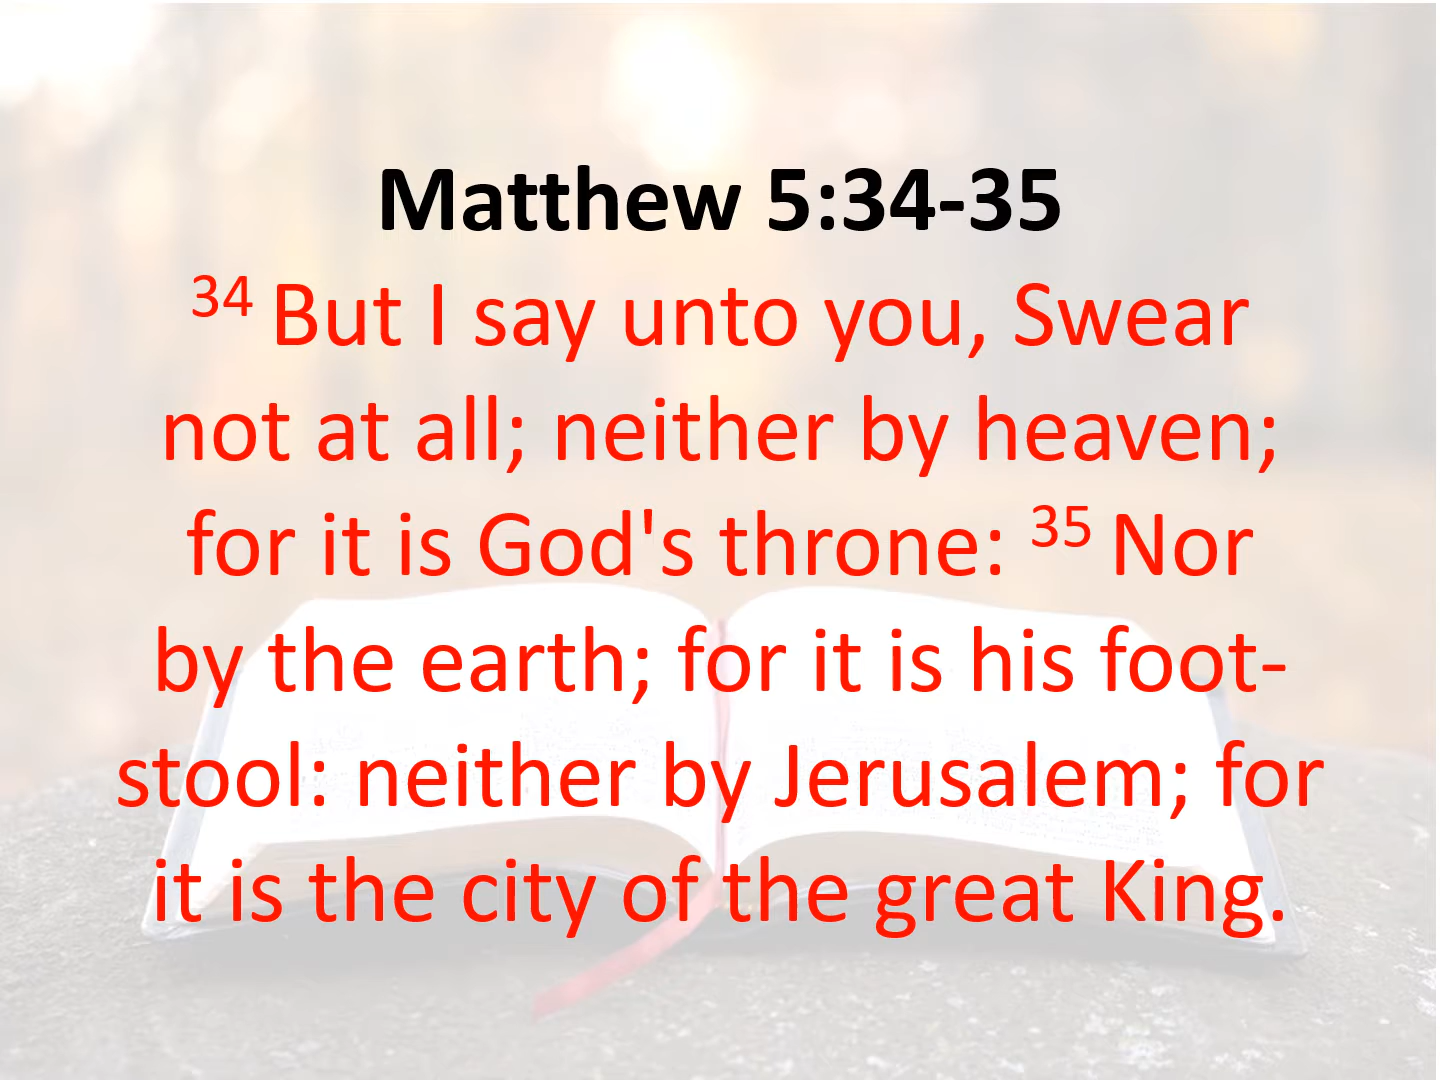 Matthew 5:34-35
34 But I say unto you, Swear
not at all; neither by heaven;
for it is God's throne: 35 Nor
by the earth; for it is his foot-
stool: neither by Jerusalem; for
it is the city of the great King.